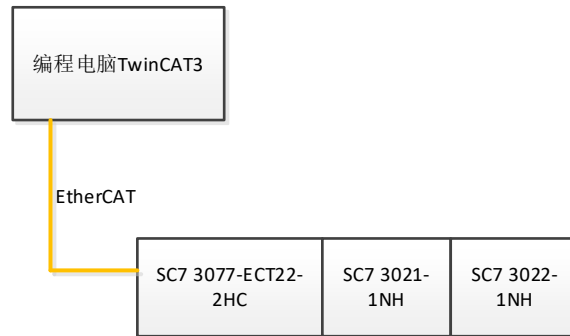 编程电脑TwinCAT3
EtherCAT
SC7 3077-ECT22-
2HC
SC7 3021-
1NH
SC7 3022-
1NH